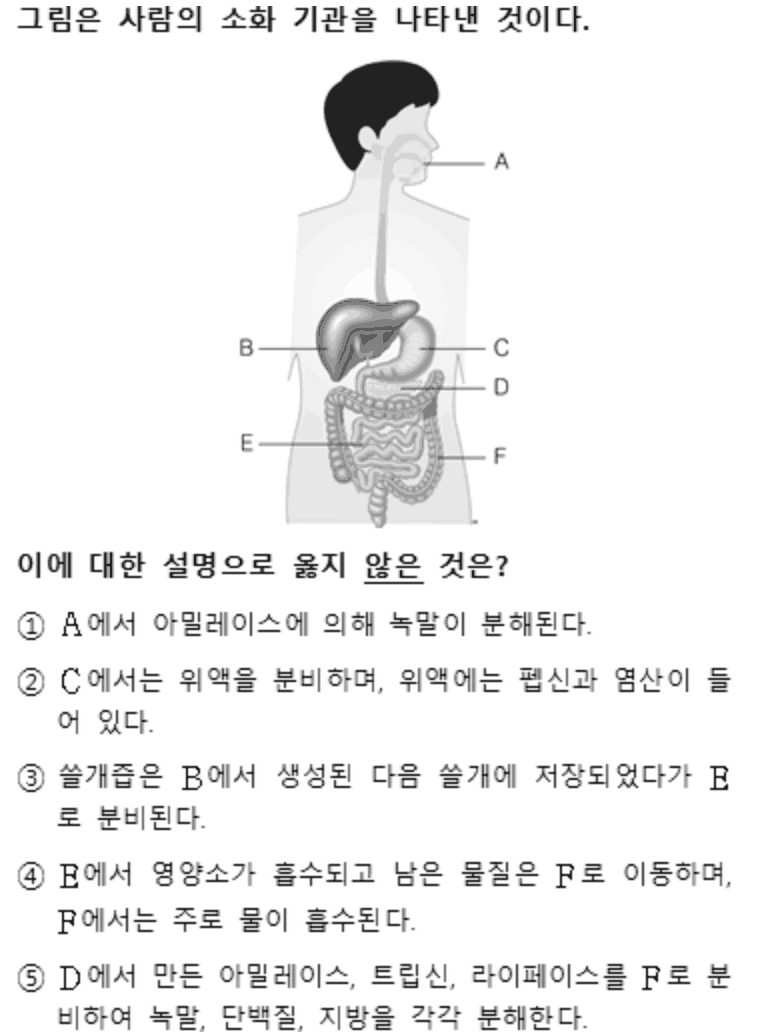 그림은 사람의 소화 기관을 나타낸 것이다.
A
B
C
D
E
F
이에 대한 설명으로 옳지 않은 것은?
① A에서 아밀레이스에 의해 녹말이 분해된다.
② C에서는 위액을 분비하며, 위액에는 펩신과 염산이 들
어 있다.
③ 쓸개즙은 B에서 생성된 다음 쓸개에 저장되었다가 E
로 분비된다.
④ E에서 영양소가 흡수되고 남은 물질은 F로 이동하며,
F에서는 주로 물이 흡수된다.
⑤ D에서 만든 아밀레이스, 트립신, 라이페이스를 F로 분
비하여 녹말, 단백질, 지방을 각각 분해한다.